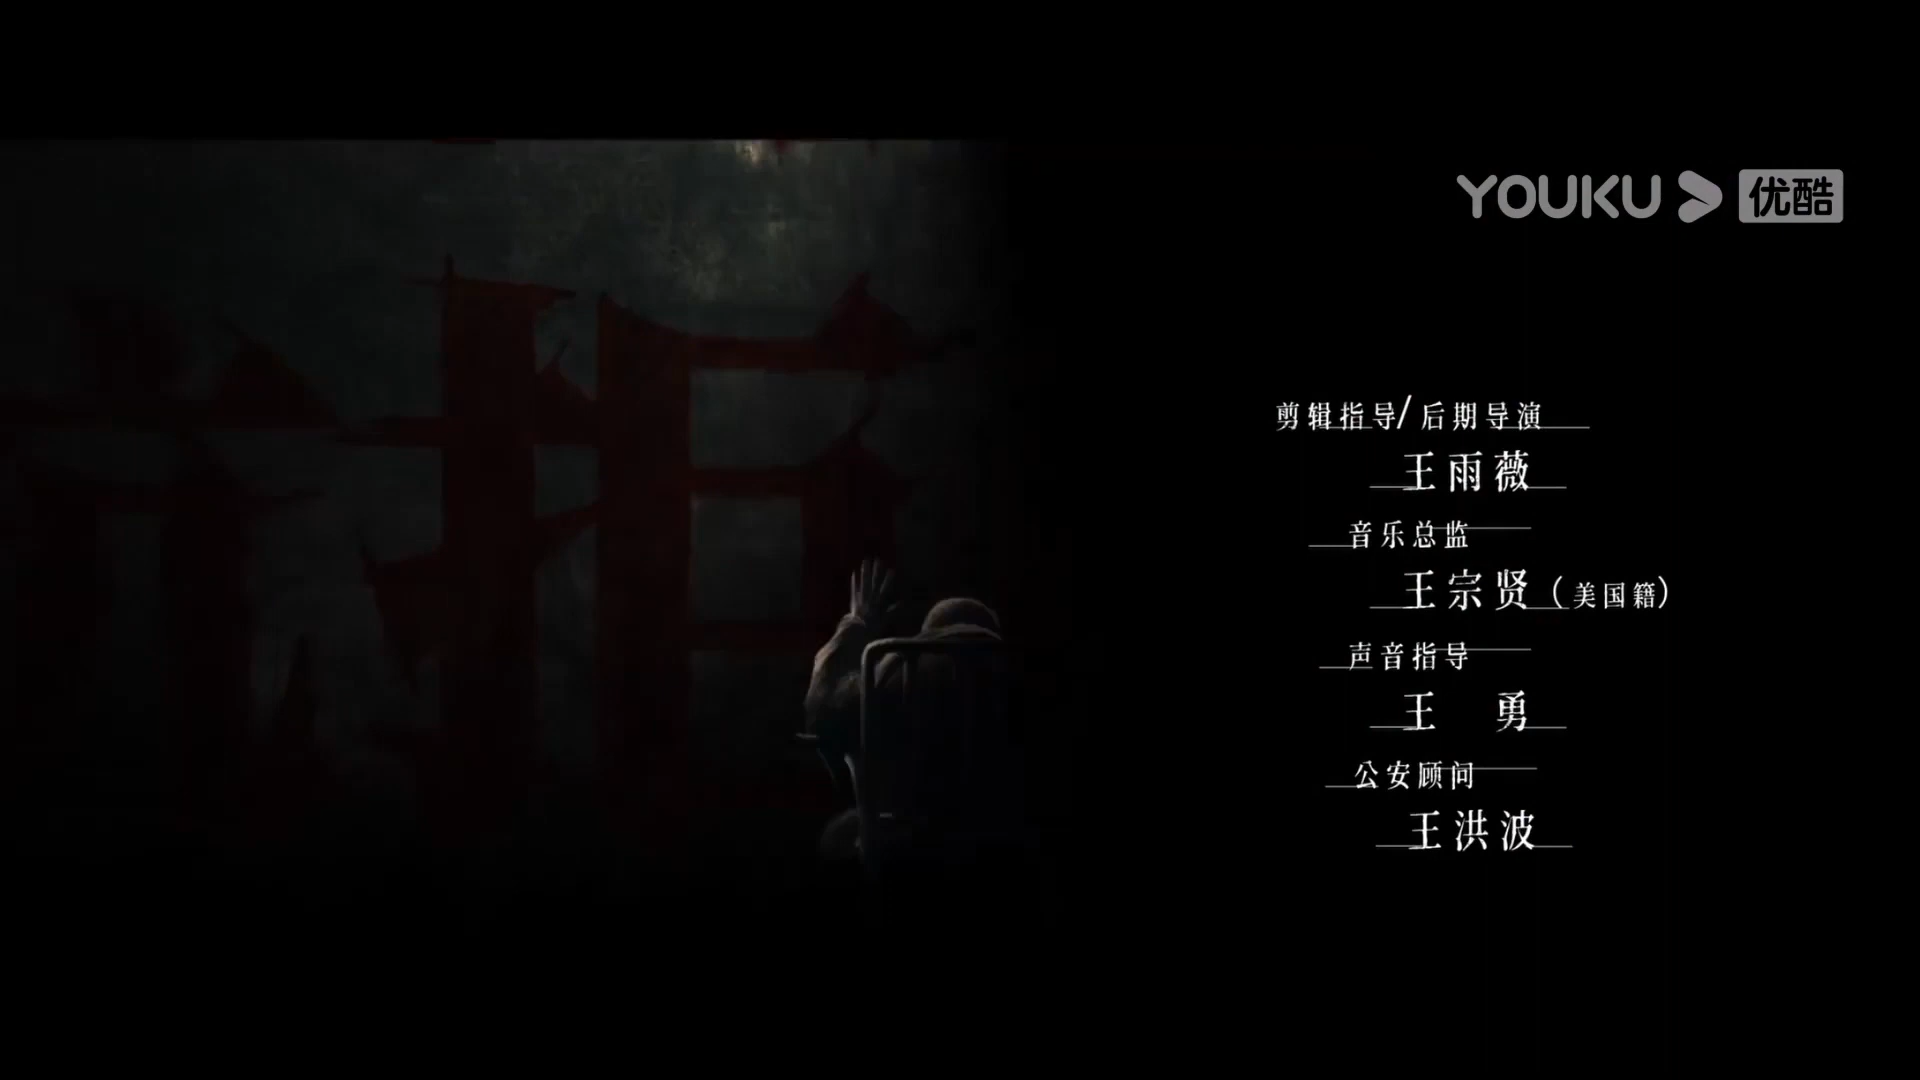 YOUKU 优酷
剪辑指导/后期导演
王雨薇
音乐总监
王宗贤（美国籍）
声音指导
王 勇
公安顾问
王洪波